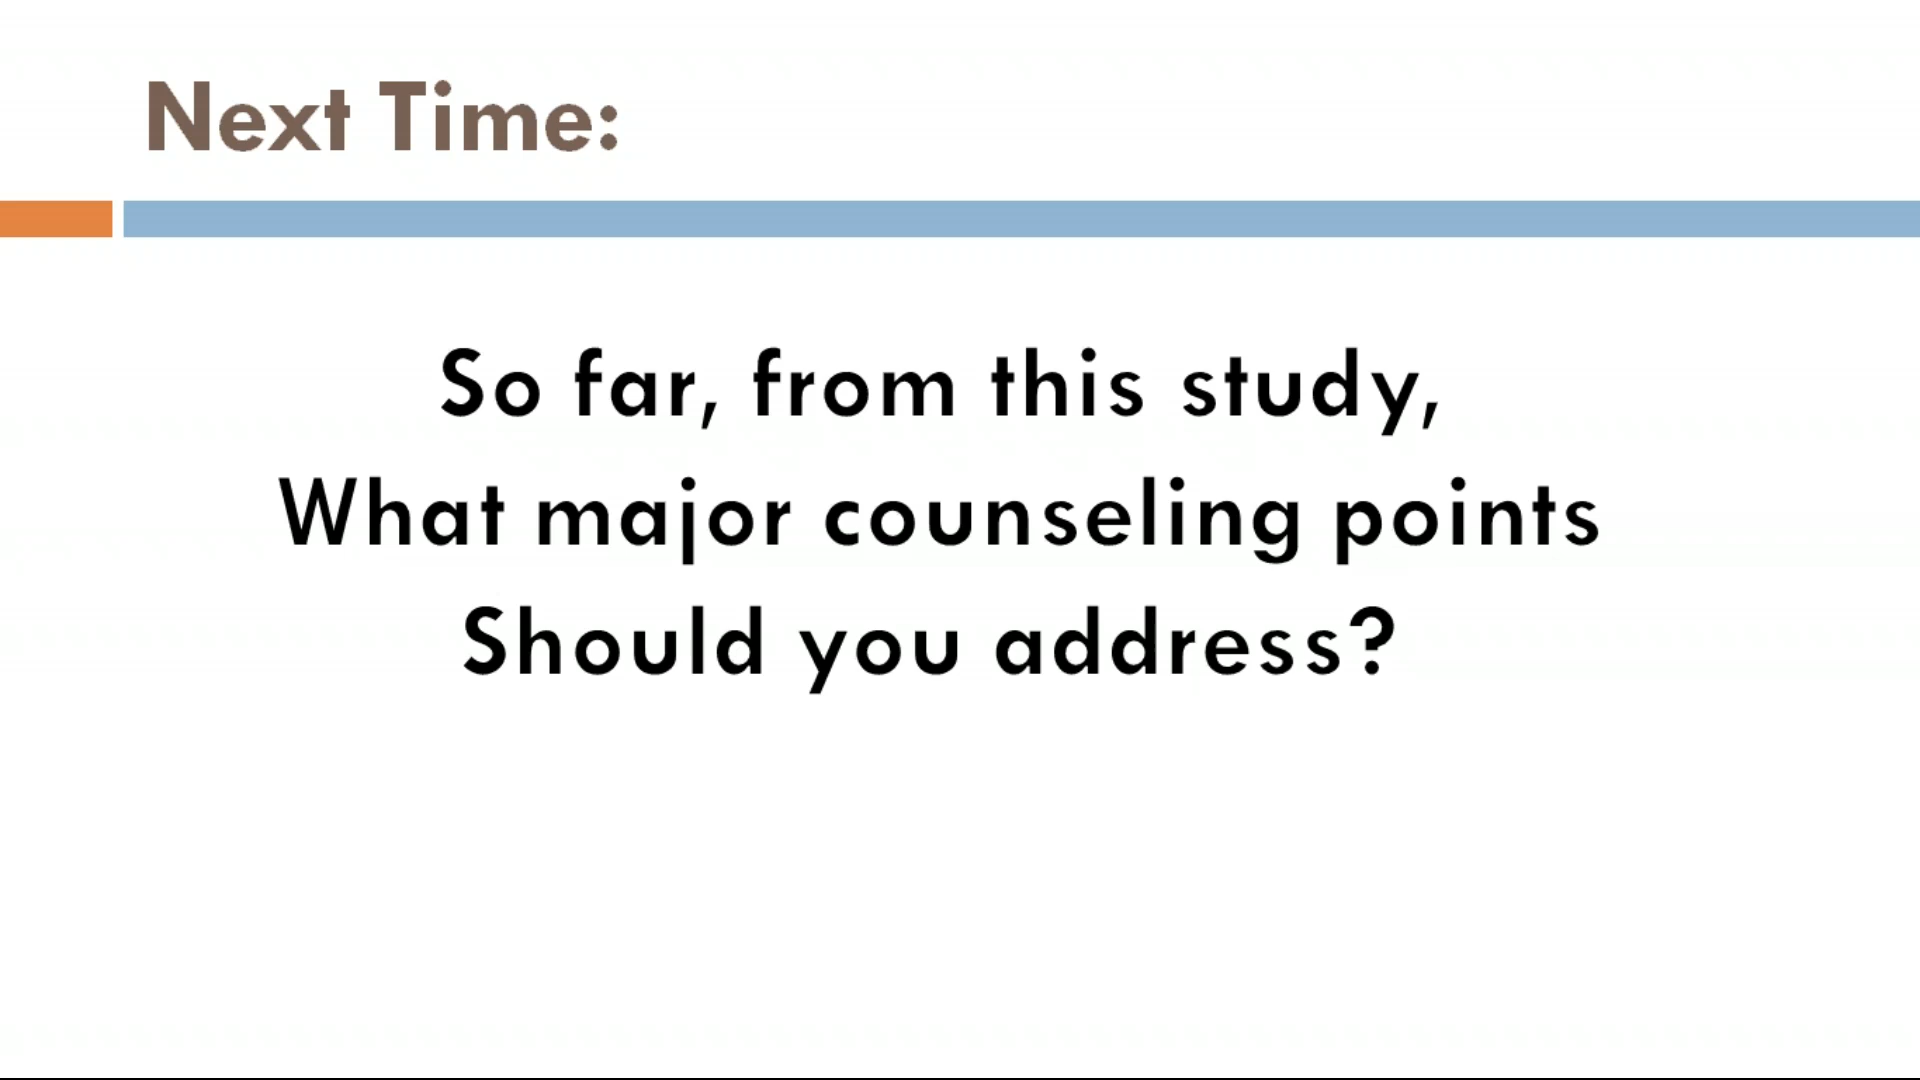 Next Time:
So far, from this study,
What major counseling points
Should you address?